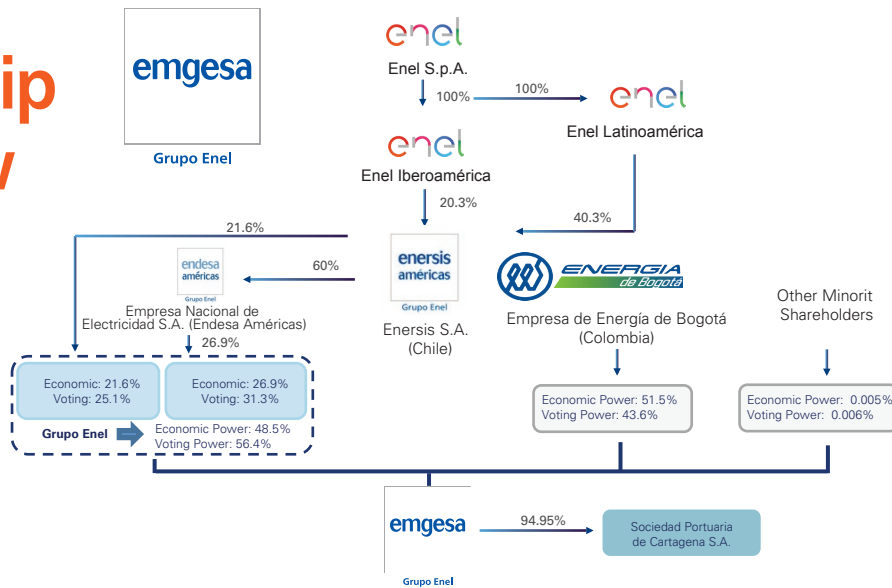 ip
emgesa
Grupo Enel
enel
Enel S.p.A.
100%
100%
enel
Enel Latinoamérica
enel
Enel Iberoamérica
20.3%
40.3%
21.6%
endesa
américas
Grupo Enel
60%
enersis
américas
Grupo Enel
ENERGIA
de Bogotá
Empresa Nacional de
Electricidad S.A. (Endesa Américas)
26.9%
Enersis S.A.
(Chile)
Empresa de Energía de Bogotá
(Colombia)
Other Minorit
Shareholders
Economic: 21.6%
Voting: 25.1%
Economic: 26.9%
Voting: 31.3%
Grupo Enel
Economic Power: 48.5%
Voting Power: 56.4%
Economic Power: 51.5%
Voting Power: 43.6%
Economic Power: 0.005%
Voting Power: 0.006%
emgesa
Grupo Enel
94.95%
Sociedad Portuaria
de Cartagena S.A.